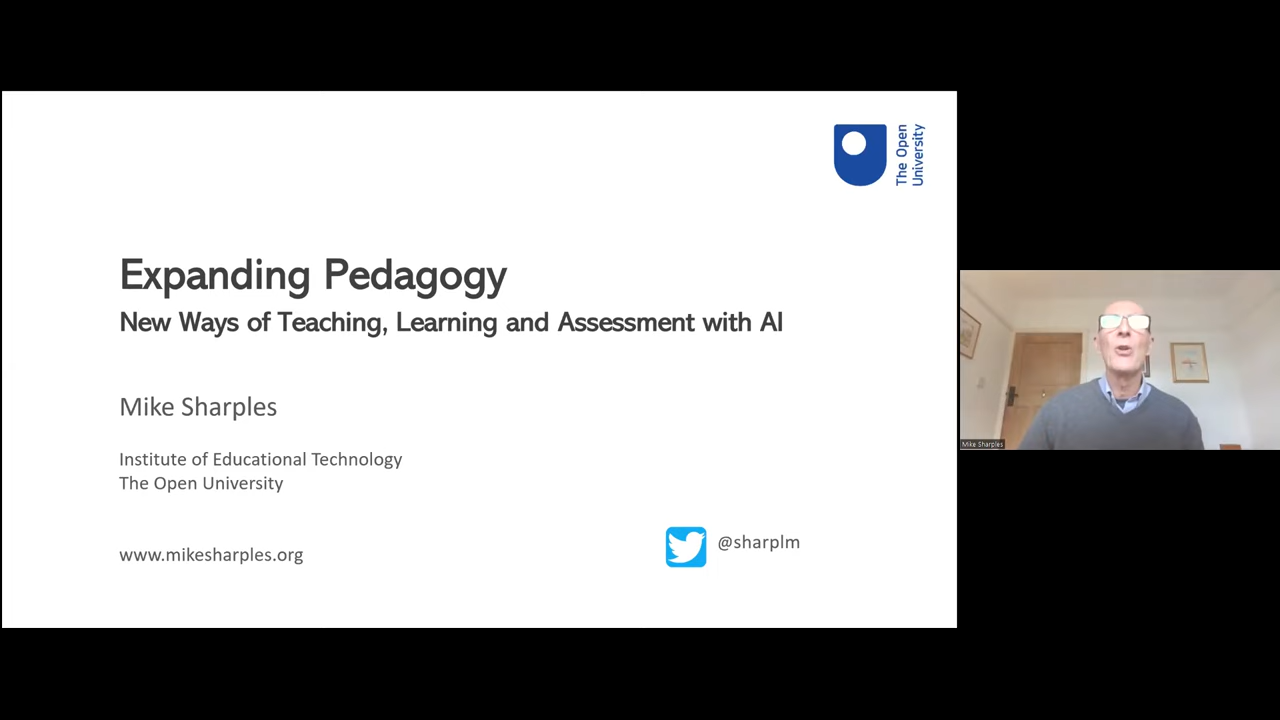 The Open
University
Expanding Pedagogy
New Ways of Teaching, Learning and Assessment with AI
Mike Sharples
Institute of Educational Technology
The Open University
www.mikesharples.org
@sharplm
Mike Sharples